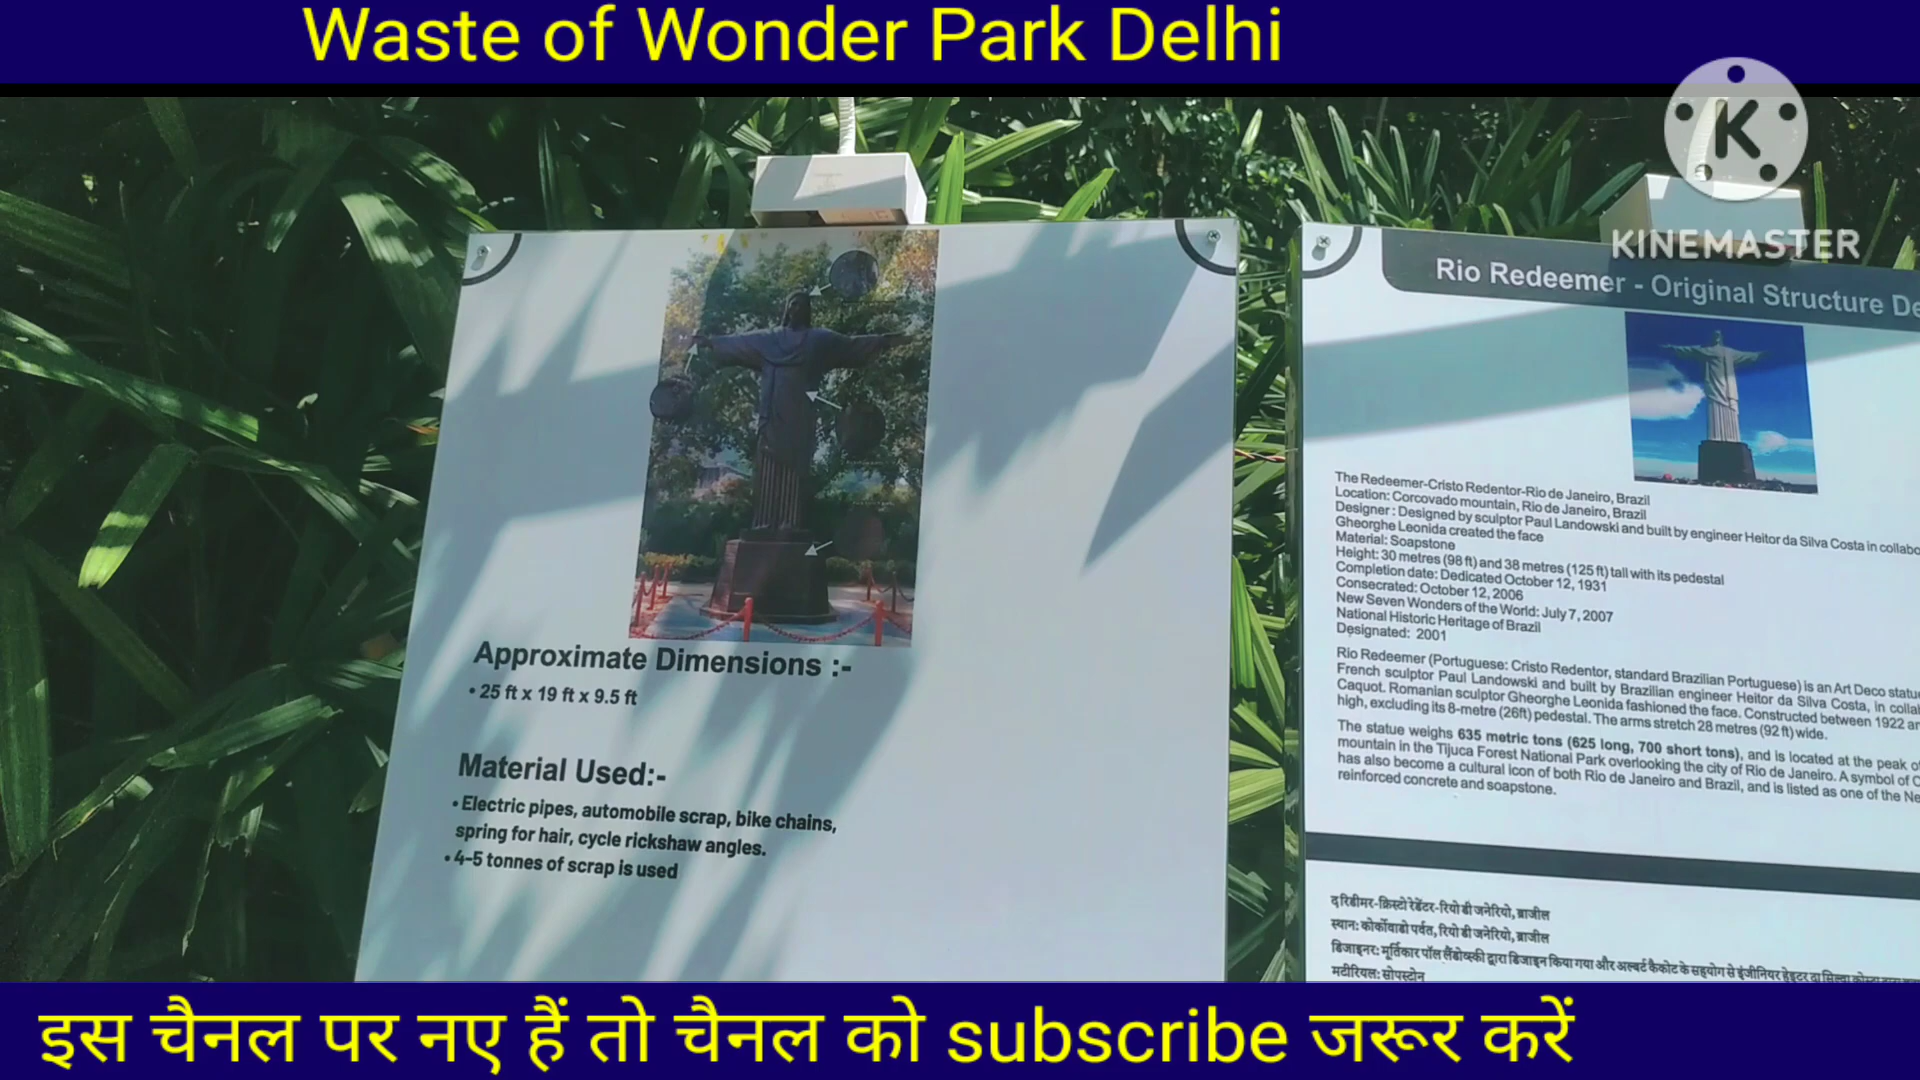 Waste of Wonder Park Delhi
KINEMASTER
Approximate Dimensions :-
• 25 ft x 19 ft x 9.5 ft
Material Used:-
• Electric pipes, automobile scrap, bike chains,
spring for hair, cycle rickshaw angles.
• 4-5 tonnes of scrap is used
Rio Redeemer - Original Structure
The Redeemer-Cristo Redentor-Rio de Janeiro, Brazil
Location: Corcovado mountain, Rio de Janeiro, Brazil
Designer : Designed by sculptor Paul Landowski and built by engineer Heitor da Silva Costa in
Gheorghe Leonida created the face
Material: Soapstone
Height: 30 metres (98 ft) and 38 metres (125 ft) tall with its pedestal
Completion date: Dedicated October 12, 1931
Consecrated: October 12, 2006
New Seven Wonders of the World: July 7, 2007
National Historic Heritage of Brazil
Designated: 2001
Rio Redeemer (Portuguese: Cristo Redentor, standard Brazilian Portuguese) is an Art Deco
French sculptor Paul Landowski and built by Brazilian engineer Heitor da Silva Costa, in
Caquot. Romanian sculptor Gheorghe Leonida fashioned the face. Constructed between 1922
high, excluding its 8-metre (26ft) pedestal. The arms stretch 28 metres (92 ft) wide.
The statue weighs 635 metric tons (625 long, 700 short tons), and is located at the peak
mountain in the Tijuca Forest National Park overlooking the city of Rio de Janeiro. A symbol of
has also become a cultural icon of both Rio de Janeiro and Brazil, and is listed as one of the
reinforced concrete and soapstone.
द रिडीमर-क्रिस्टो रेडेंटर-रियो डी जनेरियो, ब्राजील
स्थान: कोर्कोवाडो पर्वत, रियो डी जनेरियो, ब्राजील
डिजाइनर: मूर्तिकार पॉल लैंडोव्स्की द्वारा डिजाइन किया गया और अल्बर्ट कैकोट के सहयोग से इंजीनियर हेइटर दा सिल्वा
मटीरियल: सोपस्टोन
इस चैनल पर नए हैं तो चैनल को subscribe जरूर करें